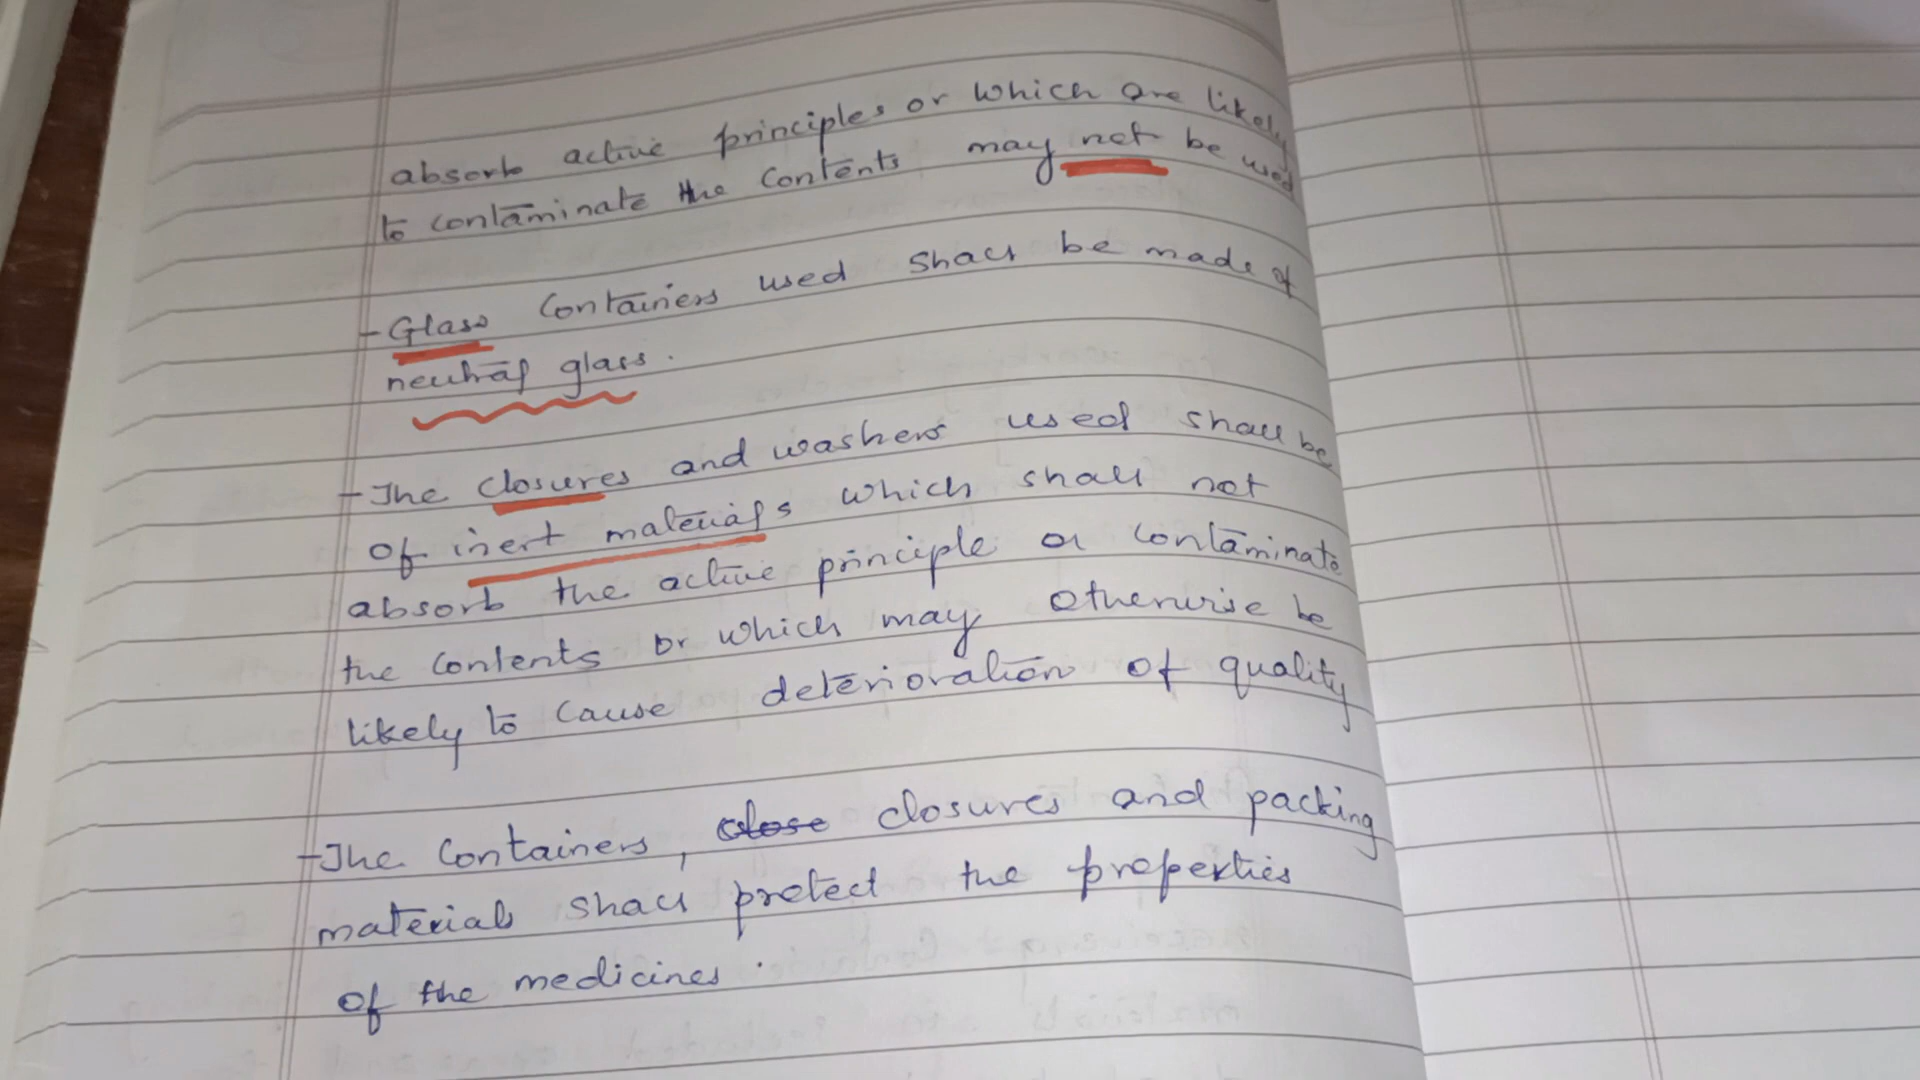 absorb active principles or which are likely
to contaminate the contents may not be used
- Glass containers used shall be made of
neutral glass.
- The closures and washers used shall be
of inert materials which shall not
absorb the active principle or contaminate
the contents or which may otherwise be
likely to cause deterioration of quality
- The containers, close closures and packing
materials shall protect the properties
of the medicines.